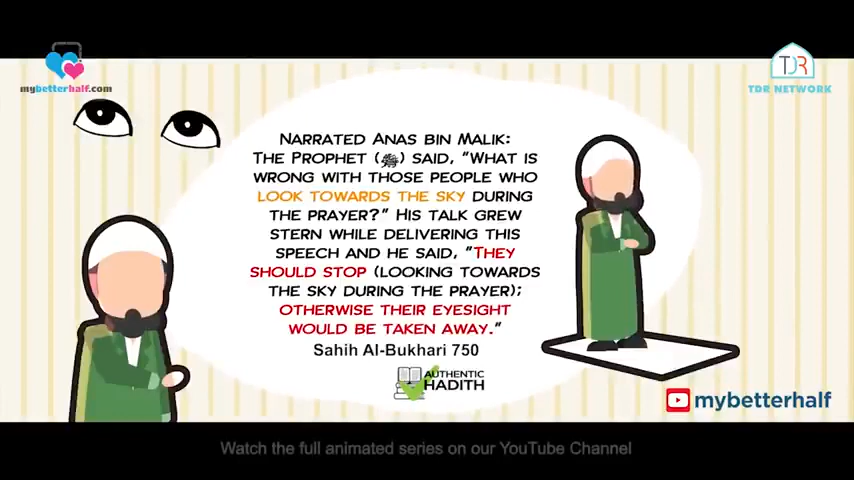 mybetterhalf.com
TDR
TDR NETWORK
NARRATED ANAS BIN MALIK:
THE PROPHET (ﷺ) SAID, "WHAT IS
WRONG WITH THOSE PEOPLE WHO
LOOK TOWARDS THE SKY DURING
THE PRAYER?" HIS TALK GREW
STERN WHILE DELIVERING THIS
SPEECH AND HE SAID, "THEY
SHOULD STOP (LOOKING TOWARDS
THE SKY DURING THE PRAYER);
OTHERWISE THEIR EYESIGHT
WOULD BE TAKEN AWAY."
Sahih Al-Bukhari 750
AUTHENTIC
HADITH
mybetterhalf
Watch the full animated series on our YouTube Channel